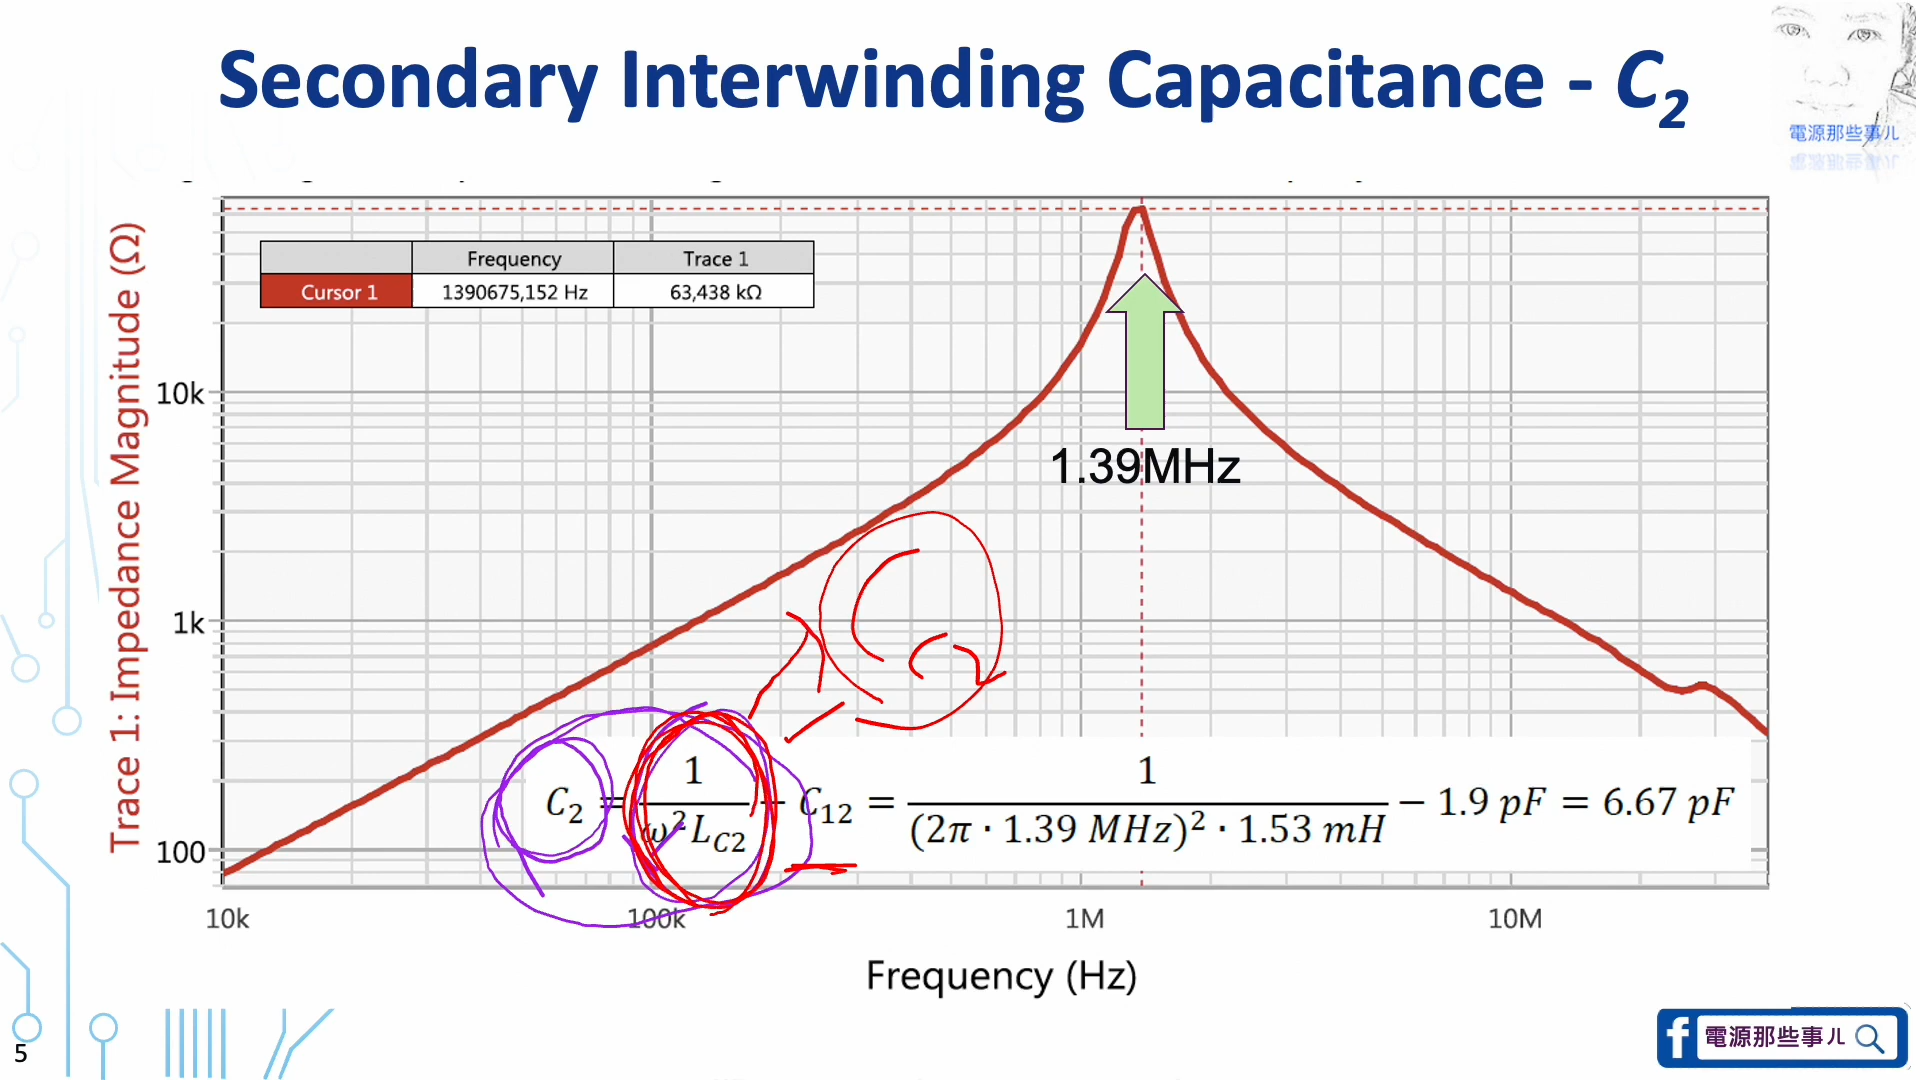 Secondary Interwinding Capacitance - C₂
電源那些事儿
Trace 1: Impedance Magnitude (Ω)
Frequency Trace 1
Cursor 1 1390675,152 Hz 63,438 kΩ
10k
1.39MHz
1k
C₂ = 1 / ω²L_C2 − C₁₂ = 1 / (2π · 1.39 MHz)² · 1.53 mH − 1.9 pF = 6.67 pF
100
10k 100k 1M 10M
Frequency (Hz)
5
f 電源那些事儿